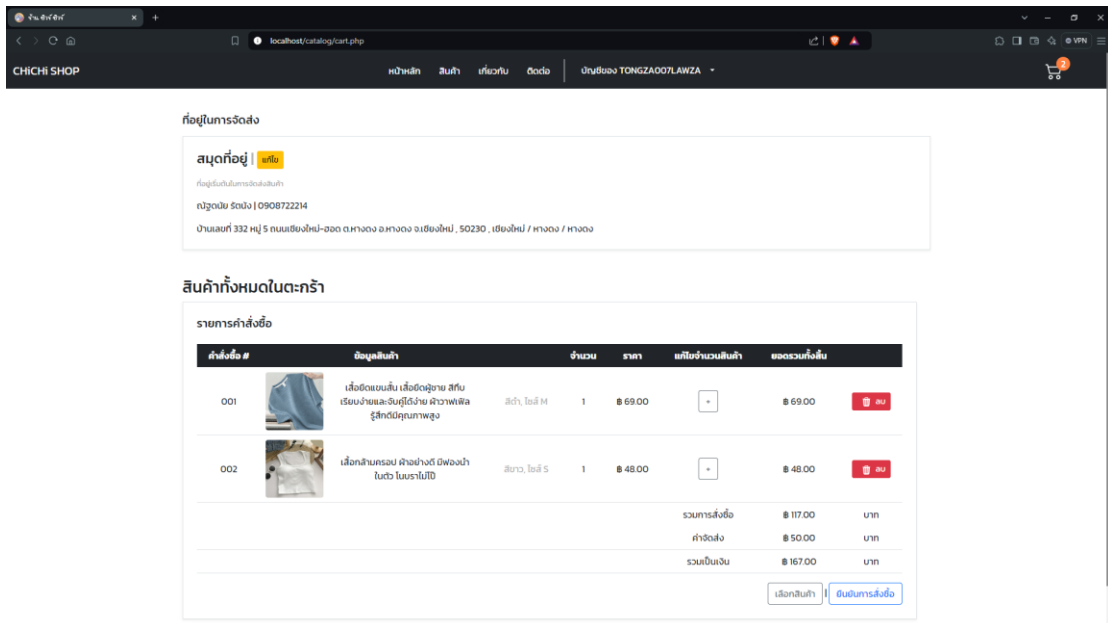 ร้าน ชิฟชิฟ
localhost/catalog/cart.php
VPN
CHiCHi SHOP
หน้าหลัก สินค้า เกี่ยวกับ ติดต่อ บัญชีของ TONGZA007LAWZA
2
ที่อยู่ในการจัดส่ง
สมุดที่อยู่ | แก้ไข
ที่อยู่เริ่มต้นในการจัดส่งสินค้า
ณัฐดนัย รัตนัง | 0908722214
บ้านเลขที่ 332 หมู่ 5 ถนนเชียงใหม่-ฮอด ต.หางดง อ.หางดง จ.เชียงใหม่ , 50230 , เชียงใหม่ / หางดง / หางดง
สินค้าทั้งหมดในตะกร้า
รายการคำสั่งซื้อ
คำสั่งซื้อ # ข้อมูลสินค้า จำนวน ราคา แก้ไขจำนวนสินค้า ยอดรวมทั้งสิ้น
เสื้อยืดแขนสั้น เสื้อยืดผู้ชาย สีทึบ
001 เรียบง่ายและจับคู่ได้ง่าย ผ้าวาฟเฟิล สีดำ, ไซส์ M 1 ฿ 69.00 + ฿ 69.00 ลบ
รู้สึกดีมีคุณภาพสูง
เสื้อกล้ามครอป ผ้าอย่างดี มีฟองน้ำ
002 ในตัว โนบราไม่โป๊ สีขาว, ไซส์ S 1 ฿ 48.00 + ฿ 48.00 ลบ
รวมการสั่งซื้อ ฿ 117.00 บาท
ค่าจัดส่ง ฿ 50.00 บาท
รวมเป็นเงิน ฿ 167.00 บาท
เลือกสินค้า | ยืนยันการสั่งซื้อ